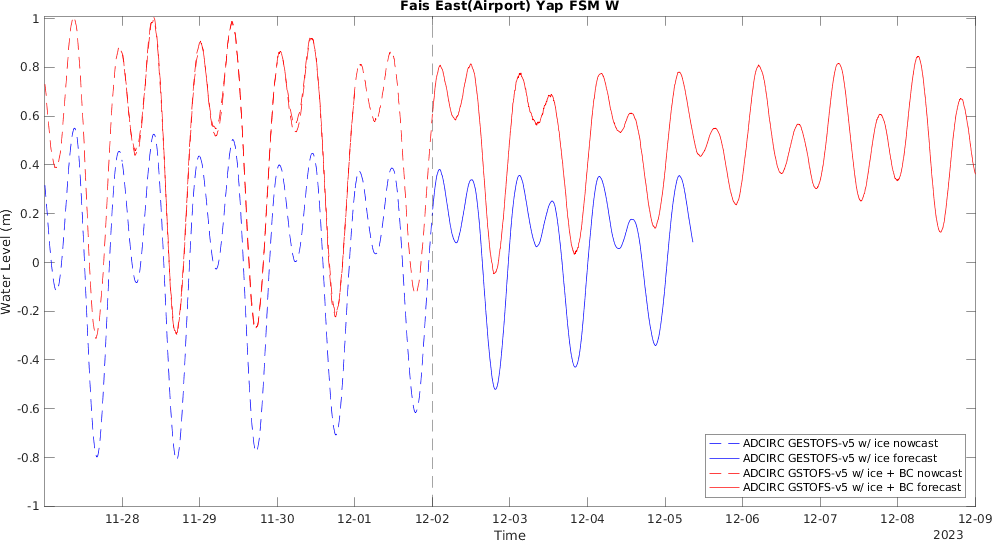 Fais East(Airport) Yap FSM W
Water Level (m)
1
0.8
0.6
0.4
0.2
0
-0.2
-0.4
-0.6
-0.8
-1
ADCIRC GESTOFS-v5 w/ ice nowcast
ADCIRC GESTOFS-v5 w/ ice forecast
ADCIRC GSTOFS-v5 w/ ice + BC nowcast
ADCIRC GSTOFS-v5 w/ ice + BC forecast
11-28 11-29 11-30 12-01 12-02 12-03 12-04 12-05 12-06 12-07 12-08 12-09
Time
2023